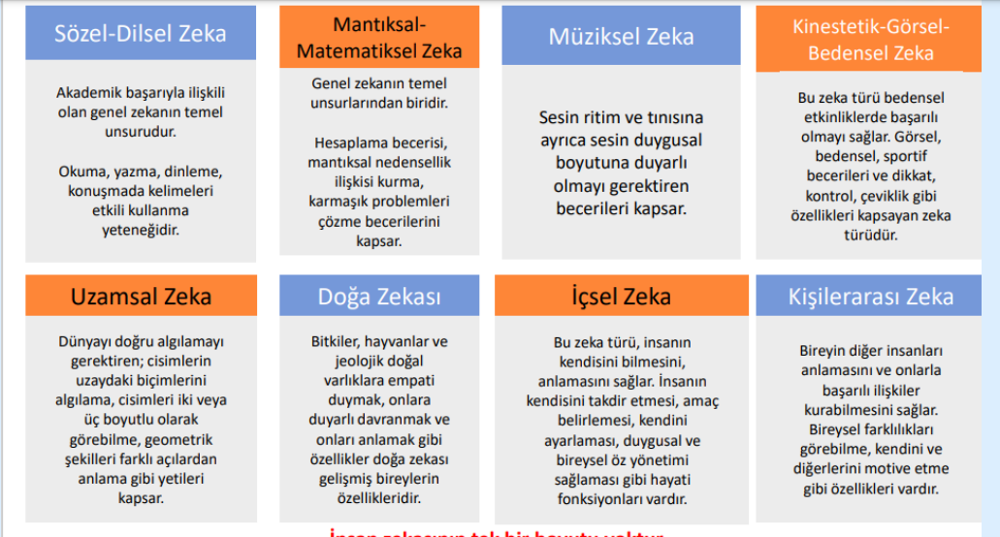 Sözel-Dilsel Zeka
Akademik başarıyla ilişkili
olan genel zekanın temel
unsurudur.
Okuma, yazma, dinleme,
konuşmada kelimeleri
etkili kullanma
yeteneğidir.
Mantıksal-
Matematiksel Zeka
Genel zekanın temel
unsurlarından biridir.
Hesaplama becerisi,
mantıksal nedensellik
ilişkisi kurma,
karmaşık problemleri
çözme becerilerini
kapsar.
Müziksel Zeka
Sesin ritim ve tınısına
ayrıca sesin duygusal
boyutuna duyarlı
olmayı gerektiren
becerileri kapsar.
Kinestetik-Görsel-
Bedensel Zeka
Bu zeka türü bedensel
etkinliklerde başarılı
olmayı sağlar. Görsel,
bedensel, sportif
becerileri ve dikkat,
kontrol, çeviklik gibi
özellikleri kapsayan zeka
türüdür.
Uzamsal Zeka
Dünyayı doğru algılamayı
gerektiren; cisimlerin
uzaydaki biçimlerini
algılama, cisimleri iki veya
üç boyutlu olarak
görebilme, geometrik
şekilleri farklı açılardan
anlama gibi yetileri
kapsar.
Doğa Zekası
Bitkiler, hayvanlar ve
jeolojik doğal
varlıklara empati
duymak, onlara
duyarlı davranmak ve
onları anlamak gibi
özellikler doğa zekası
gelişmiş bireylerin
özellikleridir.
İçsel Zeka
Bu zeka türü, insanın
kendisini bilmesini,
anlamasını sağlar. İnsanın
kendisini takdir etmesi, amaç
belirlemesi, kendini
ayarlaması, duygusal ve
bireysel öz yönetimi
sağlaması gibi hayati
fonksiyonları vardır.
Kişilerarası Zeka
Bireyin diğer insanları
anlamasını ve onlarla
başarılı ilişkiler
kurabilmesini sağlar.
Bireysel farklılıkları
görebilme, kendini ve
diğerlerini motive etme
gibi özellikleri vardır.
İnsan zekasının tek bir boyutu yoktur